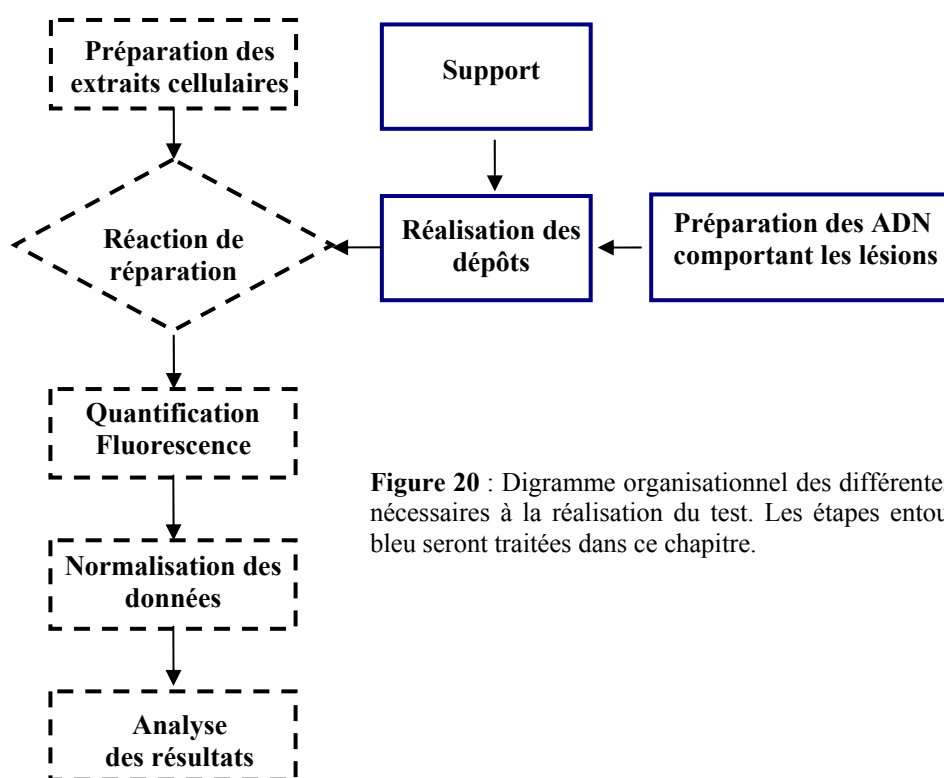 Préparation des
extraits cellulaires
Support
Réaction de
réparation
Réalisation des
dépôts
Préparation des ADN
comportant les lésions
Quantification
Fluorescence
Figure 20 : Digramme organisationnel des différentes
nécessaires à la réalisation du test. Les étapes entou
bleu seront traitées dans ce chapitre.
Normalisation des
données
Analyse
des résultats